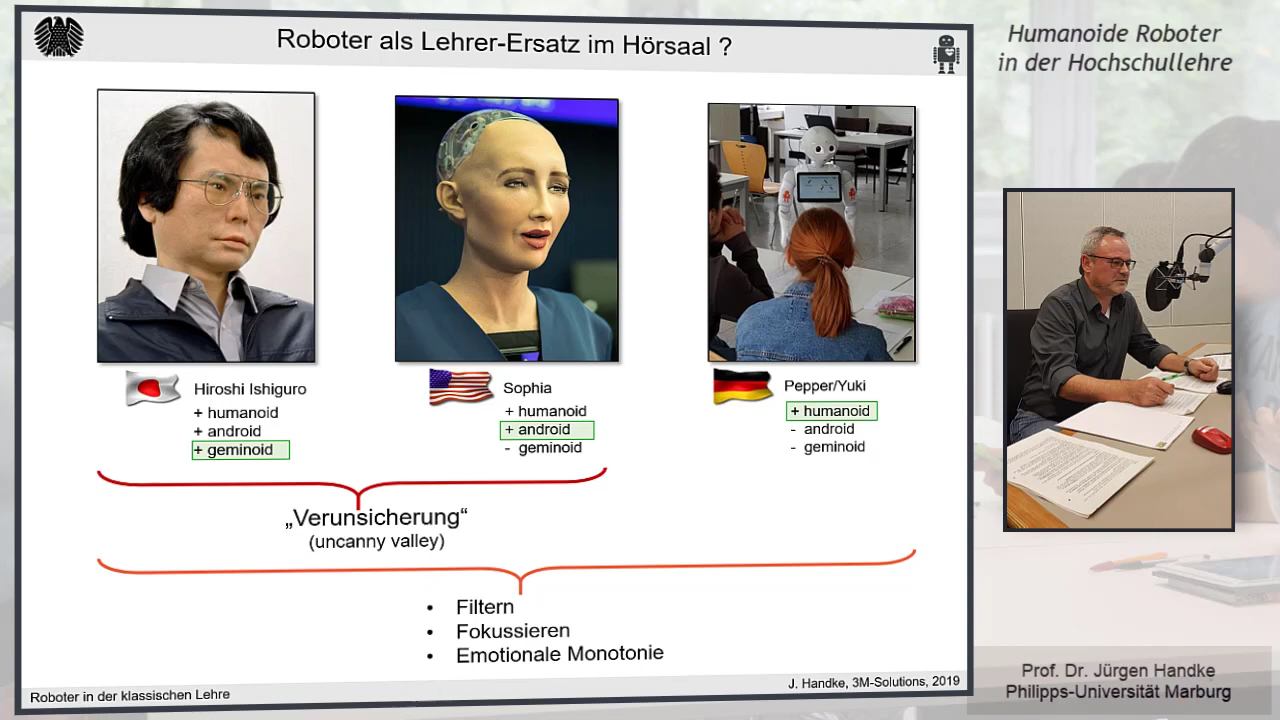 Roboter als Lehrer-Ersatz im Hörsaal ?
Humanoide Roboter
in der Hochschullehre
Hiroshi Ishiguro
+ humanoid
+ android
+ geminoid
Sophia
+ humanoid
+ android
- geminoid
Pepper/Yuki
+ humanoid
- android
- geminoid
„Verunsicherung“
(uncanny valley)
• Filtern
• Fokussieren
• Emotionale Monotonie
Roboter in der klassischen Lehre
J. Handke, 3M-Solutions, 2019
Prof. Dr. Jürgen Handke
Philipps-Universität Marburg